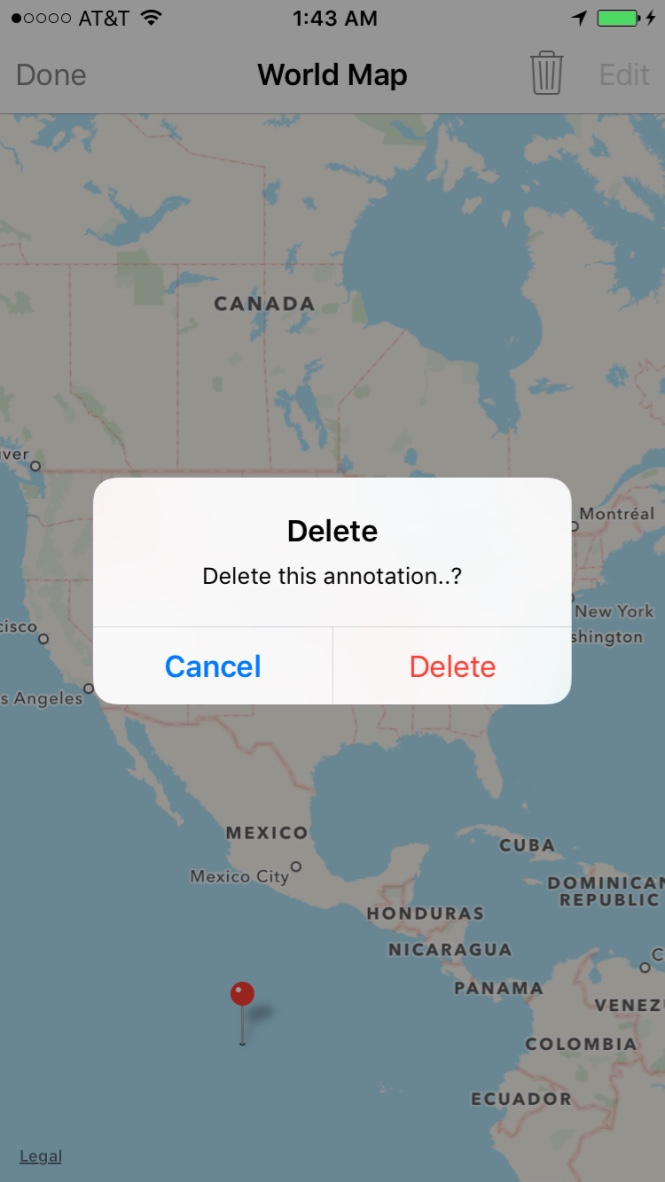 AT&T 1:43 AM
Done World Map Edit
CANADA
ver
Montréal
Delete
Delete this annotation..?
New York
cisco
shington
Cancel Delete
s Angeles
MEXICO
CUBA
Mexico City
DOMINICAN
REPUBLIC
HONDURAS
NICARAGUA
C
PANAMA
VENEZ
COLOMBIA
ECUADOR
Legal